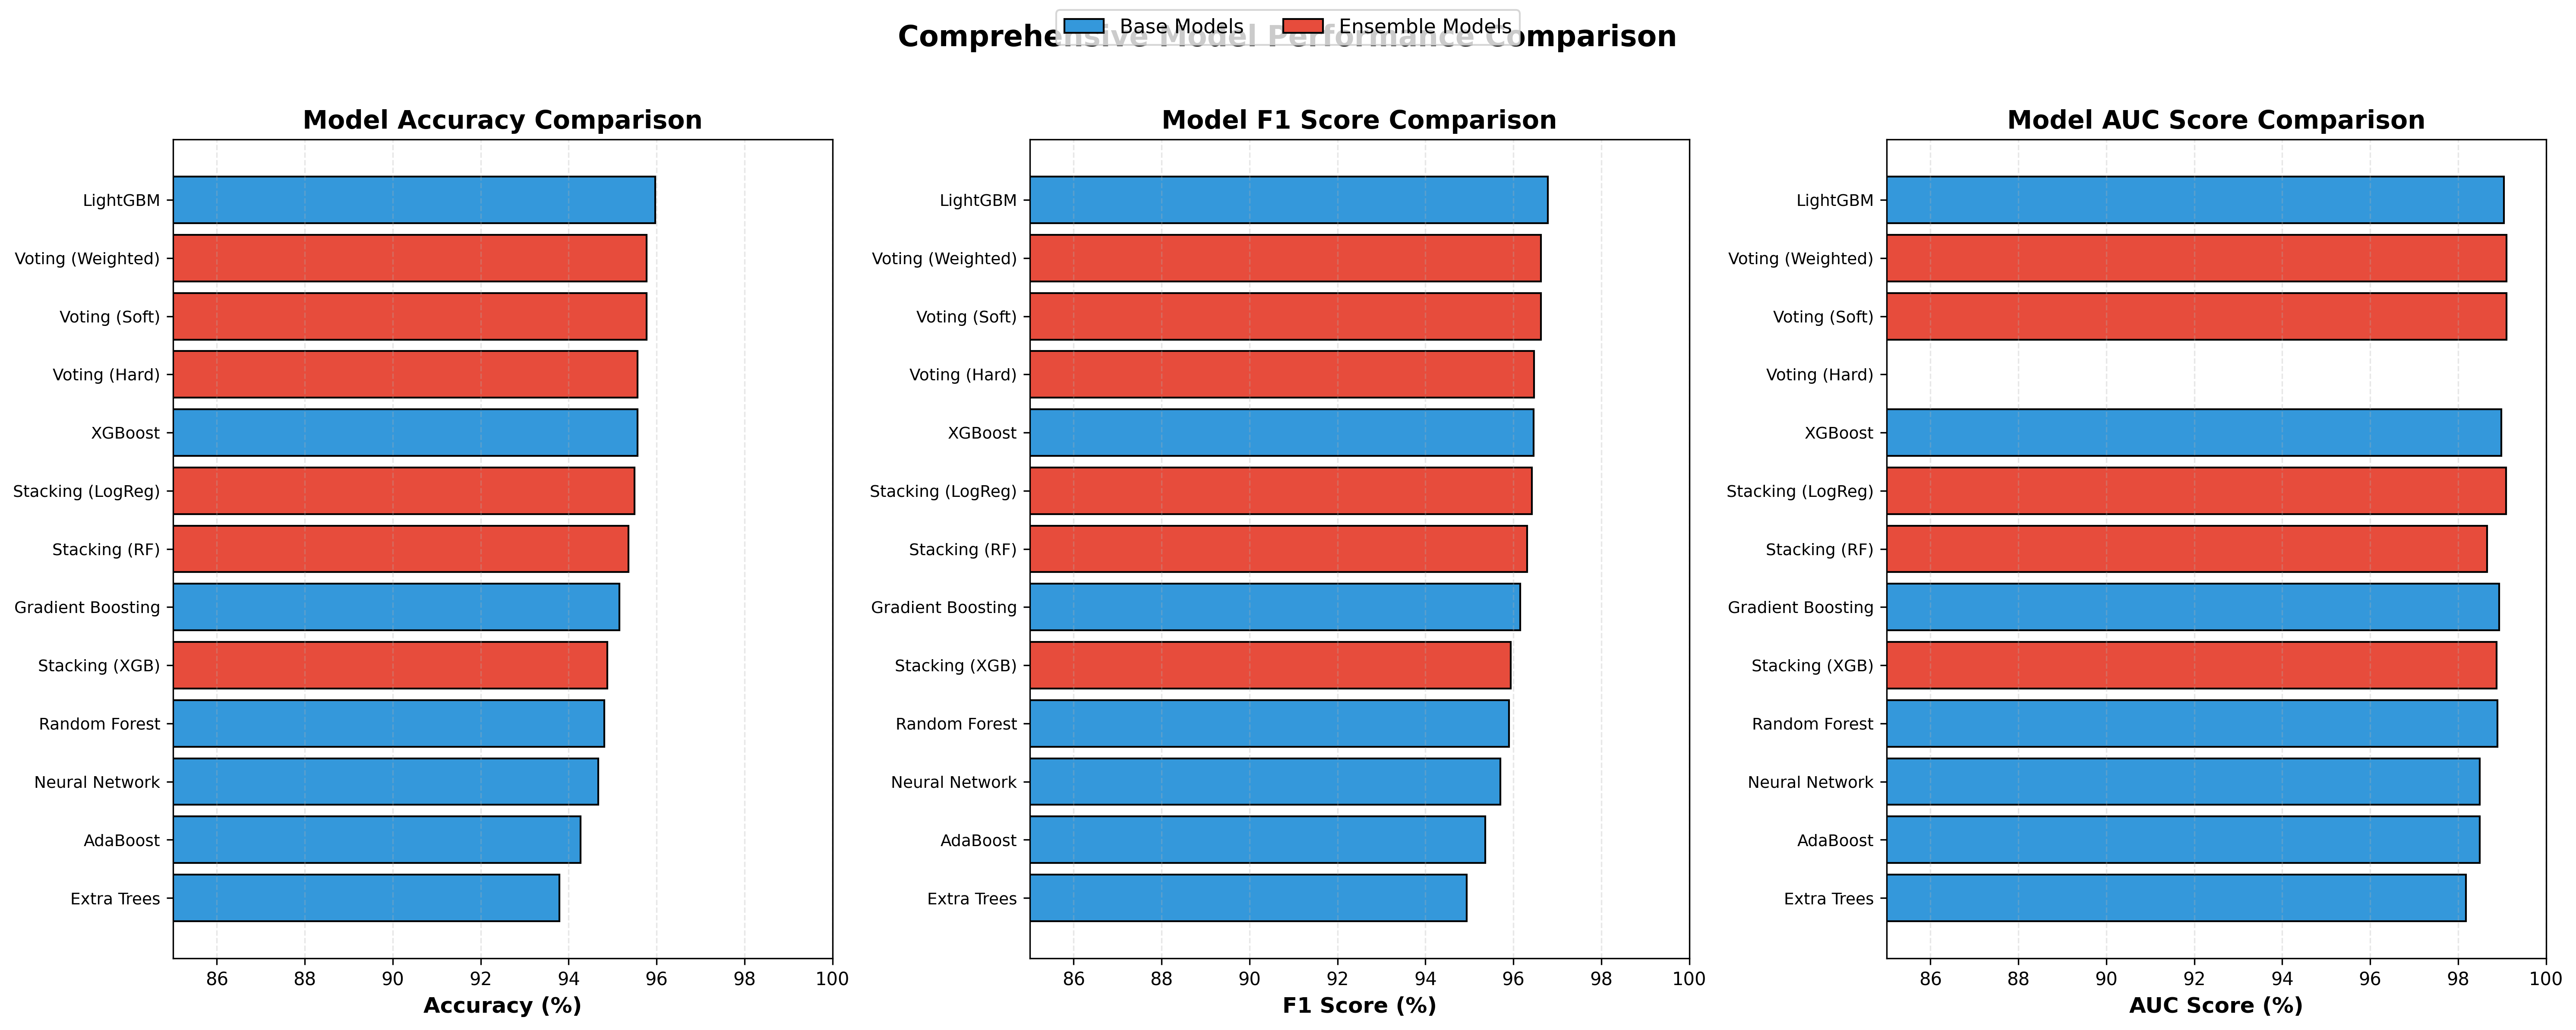 Base Models Ensemble Models
Comprehensive Model Performance Comparison
Model Accuracy Comparison
LightGBM
Voting (Weighted)
Voting (Soft)
Voting (Hard)
XGBoost
Stacking (LogReg)
Stacking (RF)
Gradient Boosting
Stacking (XGB)
Random Forest
Neural Network
AdaBoost
Extra Trees
86 88 90 92 94 96 98 100
Accuracy (%)
Model F1 Score Comparison
LightGBM
Voting (Weighted)
Voting (Soft)
Voting (Hard)
XGBoost
Stacking (LogReg)
Stacking (RF)
Gradient Boosting
Stacking (XGB)
Random Forest
Neural Network
AdaBoost
Extra Trees
86 88 90 92 94 96 98 100
F1 Score (%)
Model AUC Score Comparison
LightGBM
Voting (Weighted)
Voting (Soft)
Voting (Hard)
XGBoost
Stacking (LogReg)
Stacking (RF)
Gradient Boosting
Stacking (XGB)
Random Forest
Neural Network
AdaBoost
Extra Trees
86 88 90 92 94 96 98 100
AUC Score (%)